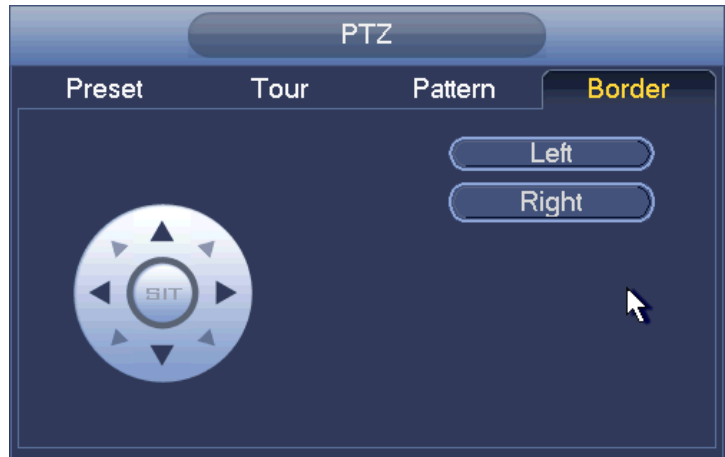 PTZ
Preset Tour Pattern Border
Left
Right
SIT